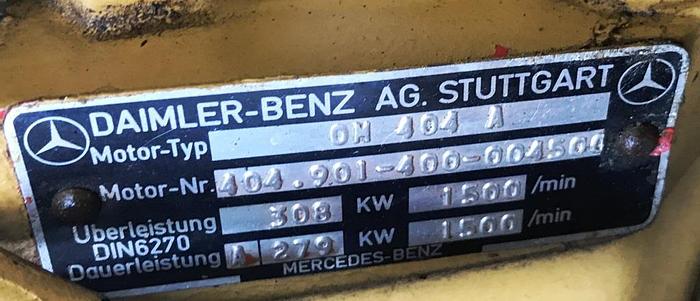 DAIMLER-BENZ AG. STUTTGART
Motor-Typ OM 404 A
Motor-Nr. 404.901-400-004500
Überleistung 308 KW 1500 /min
DIN6270
Dauerleistung A 279 KW 1500 /min
MERCEDES-BENZ